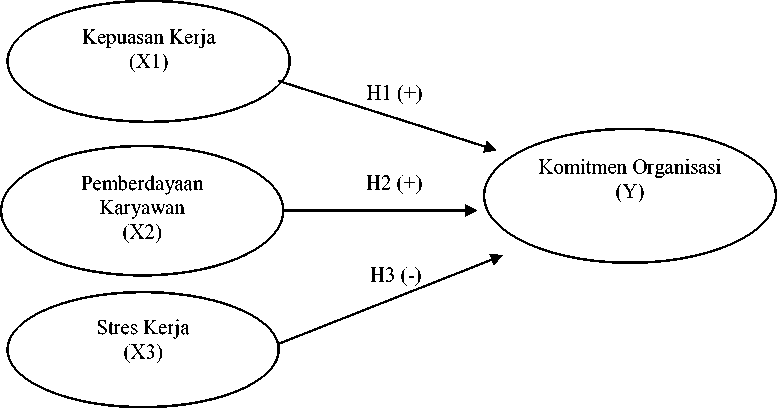 Kepuasan Kerja
(X1)
H1 (+)
Pemberdayaan
Karyawan
(X2)
H2 (+)
Komitmen Organisasi
(Y)
H3 (-)
Stres Kerja
(X3)